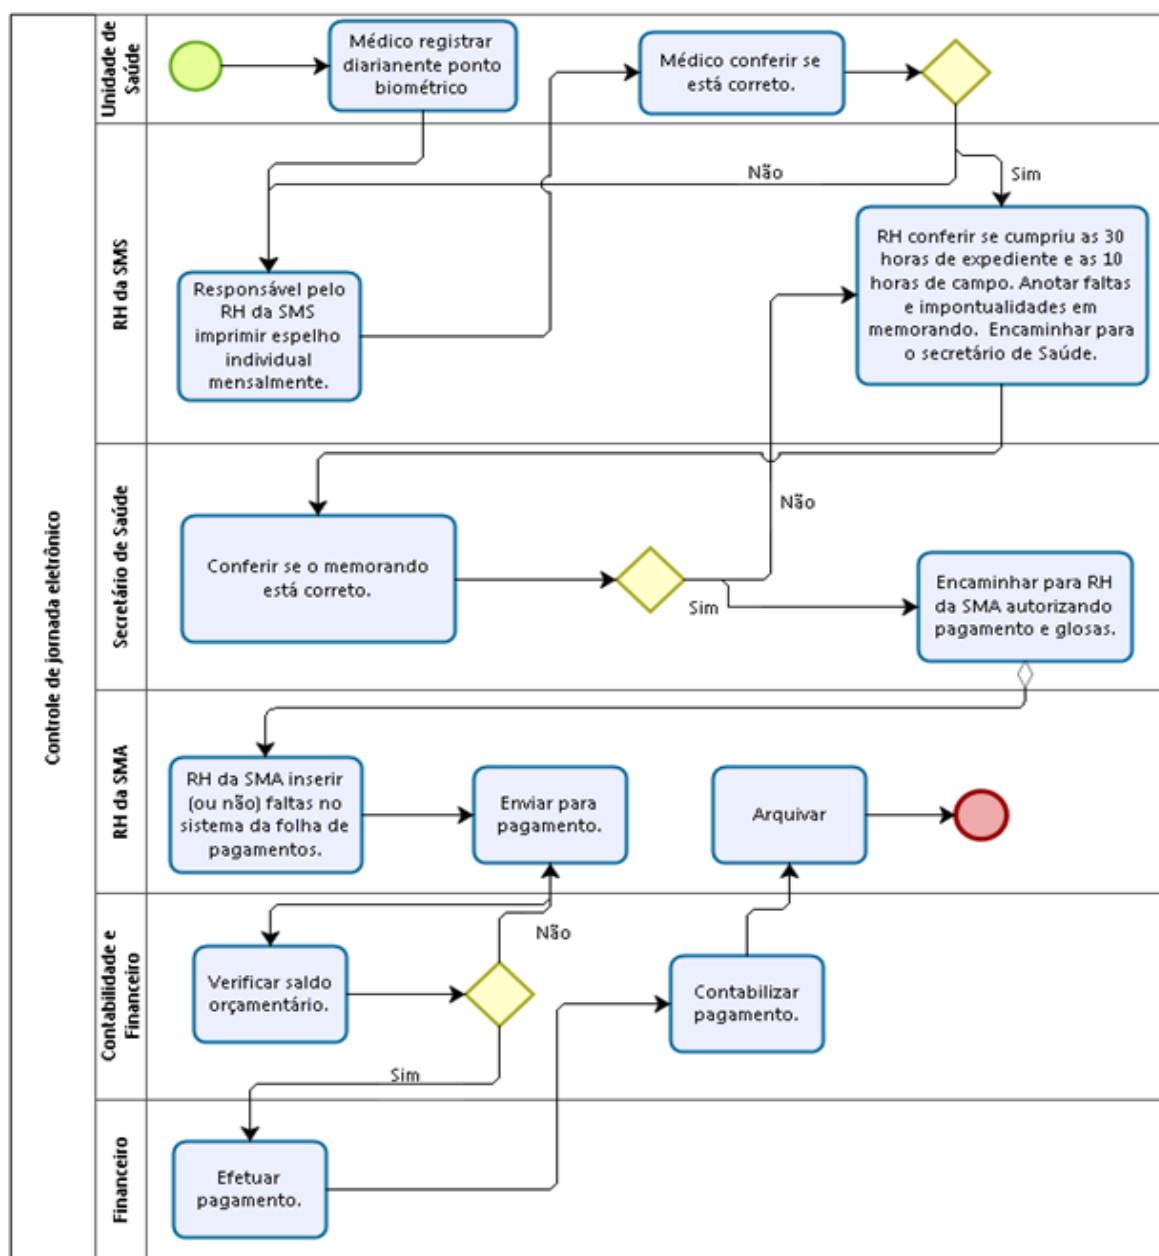 Controle de jornada eletrônico
Unidade de
Saúde
Médico registrar
diarianente ponto
biométrico
Médico conferir se
está correto.
RH da SMS
Não
Sim
Responsável pelo
RH da SMS
imprimir espelho
individual
mensalmente.
RH conferir se cumpriu as 30
horas de expediente e as 10
horas de campo. Anotar faltas
e impontualidades em
memorando. Encaminhar para
o secretário de Saúde.
Secretário de Saúde
Conferir se o memorando
está correto.
Não
Sim
Encaminhar para RH
da SMA autorizando
pagamento e glosas.
RH da SMA
RH da SMA inserir
(ou não) faltas no
sistema da folha de
pagamentos.
Enviar para
pagamento.
Arquivar
Contabilidade e
Financeiro
Verificar saldo
orçamentário.
Não
Sim
Contabilizar
pagamento.
Financeiro
Efetuar
pagamento.